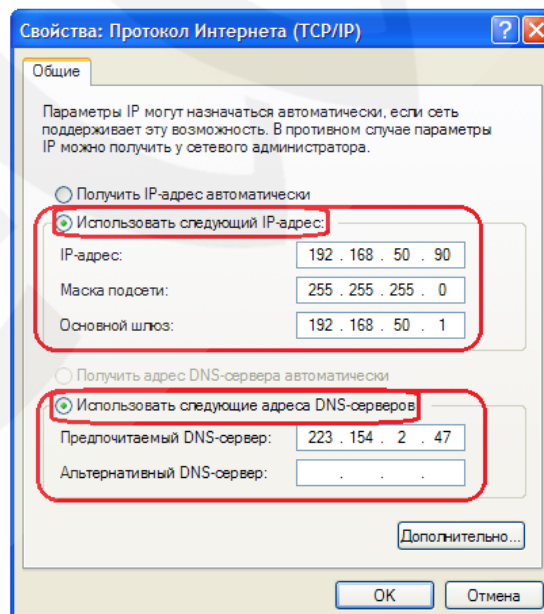 Свойства: Протокол Интернета (TCP/IP)
Общие
Параметры IP могут назначаться автоматически, если сеть
поддерживает эту возможность. В противном случае параметры
IP можно получить у сетевого администратора.
Получить IP-адрес автоматически
Использовать следующий IP-адрес:
IP-адрес: 192 . 168 . 50 . 90
Маска подсети: 255 . 255 . 255 . 0
Основной шлюз: 192 . 168 . 50 . 1
Получить адрес DNS-сервера автоматически
Использовать следующие адреса DNS-серверов
Предпочитаемый DNS-сервер: 223 . 154 . 2 . 47
Альтернативный DNS-сервер: . . .
Дополнительно...
OK Отмена